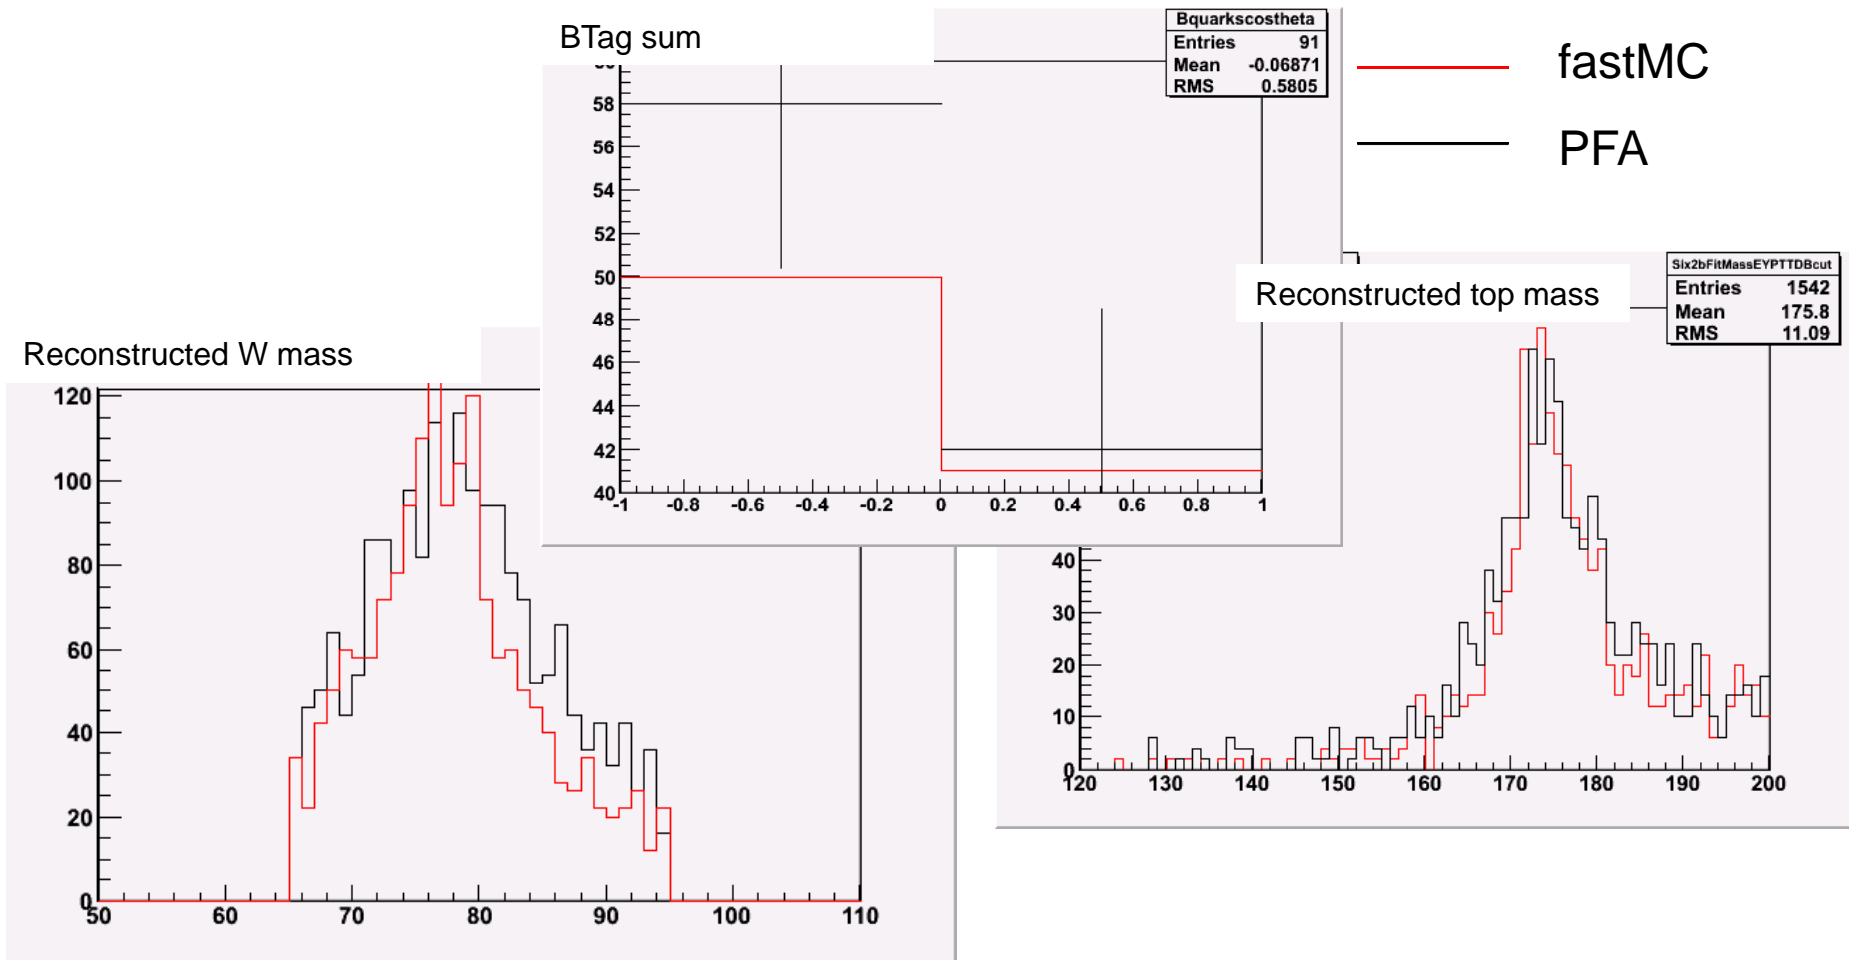 BTag sum
Bquarkscostheta
Entries 91
Mean -0.06871
RMS 0.5805
fastMC
PFA
58
56
54
52
50
48
46
44
42
40
-1 -0.8 -0.6 -0.4 -0.2 0 0.2 0.4 0.6 0.8 1
Reconstructed top mass
Six2bFitMassEYPTTDBcut
Entries 1542
Mean 175.8
RMS 11.09
40
30
20
10
0
120 130 140 150 160 170 180 190 200
Reconstructed W mass
120
100
80
60
40
20
0
50 60 70 80 90 100 110